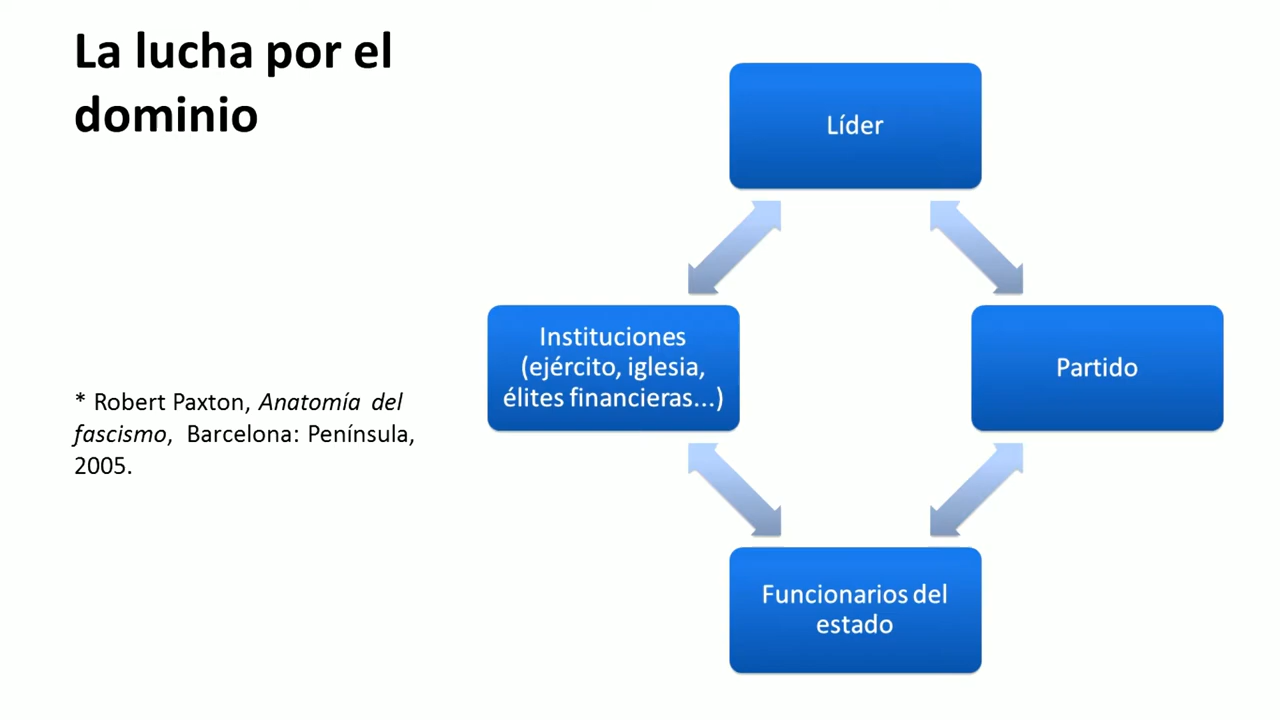 La lucha por el
dominio
Líder
Instituciones
(ejército, iglesia,
élites financieras...)
Partido
* Robert Paxton, Anatomía del
fascismo, Barcelona: Península,
2005.
Funcionarios del
estado